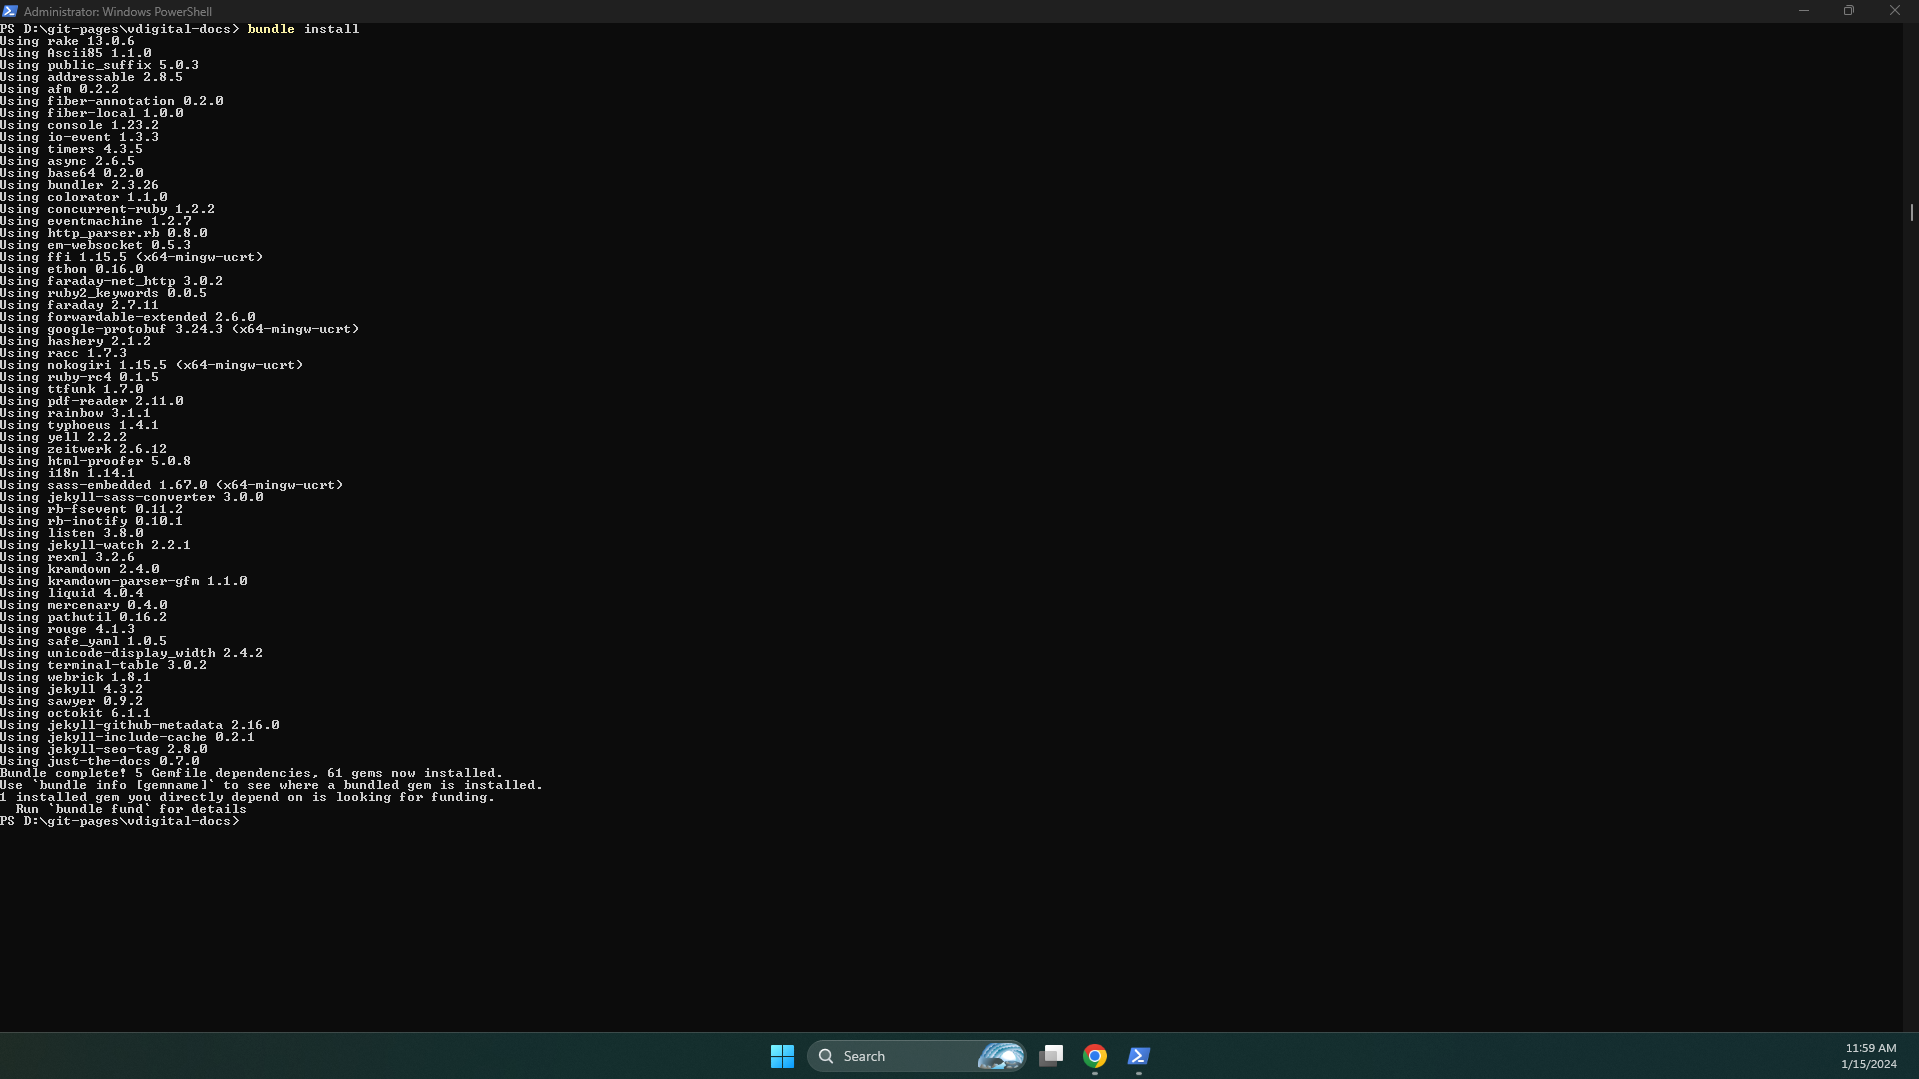 Administrator: Windows PowerShell
PS D:\git-pages\vdigital-docs> bundle install
Using rake 13.0.6
Using Ascii85 1.1.0
Using public_suffix 5.0.3
Using addressable 2.8.5
Using afm 0.2.2
Using fiber-annotation 0.2.0
Using fiber-local 1.0.0
Using console 1.23.2
Using io-event 1.3.3
Using timers 4.3.5
Using async 2.6.5
Using base64 0.2.0
Using bundler 2.3.26
Using colorator 1.1.0
Using concurrent-ruby 1.2.2
Using eventmachine 1.2.7
Using http_parser.rb 0.8.0
Using em-websocket 0.5.3
Using ffi 1.15.5 (x64-mingw-ucrt)
Using ethon 0.16.0
Using faraday-net_http 3.0.2
Using ruby2_keywords 0.0.5
Using faraday 2.7.11
Using forwardable-extended 2.6.0
Using google-protobuf 3.24.3 (x64-mingw-ucrt)
Using hashery 2.1.2
Using racc 1.7.3
Using nokogiri 1.15.5 (x64-mingw-ucrt)
Using ruby-rc4 0.1.5
Using ttfunk 1.7.0
Using pdf-reader 2.11.0
Using rainbow 3.1.1
Using typhoeus 1.4.1
Using yell 2.2.2
Using zeitwerk 2.6.12
Using html-proofer 5.0.8
Using i18n 1.14.1
Using sass-embedded 1.67.0 (x64-mingw-ucrt)
Using jekyll-sass-converter 3.0.0
Using rb-fsevent 0.11.2
Using rb-inotify 0.10.1
Using listen 3.8.0
Using jekyll-watch 2.2.1
Using rexml 3.2.6
Using kramdown 2.4.0
Using kramdown-parser-gfm 1.1.0
Using liquid 4.0.4
Using mercenary 0.4.0
Using pathutil 0.16.2
Using rouge 4.1.3
Using safe_yaml 1.0.5
Using unicode-display_width 2.4.2
Using terminal-table 3.0.2
Using webrick 1.8.1
Using jekyll 4.3.2
Using sawyer 0.9.2
Using octokit 6.1.1
Using jekyll-github-metadata 2.16.0
Using jekyll-include-cache 0.2.1
Using jekyll-seo-tag 2.8.0
Using just-the-docs 0.7.0
Bundle complete! 5 Gemfile dependencies, 61 gems now installed.
Use `bundle info [gemname]` to see where a bundled gem is installed.
1 installed gem you directly depend on is looking for funding.
  Run `bundle fund` for details
PS D:\git-pages\vdigital-docs>
Search
11:59 AM
1/15/2024